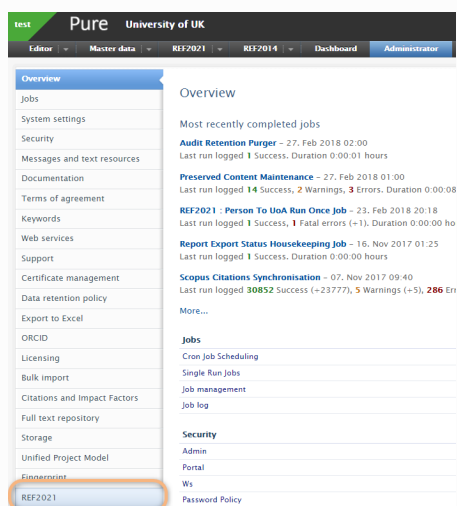 test
Pure University of UK
Editor
Master data
REF2021
REF2014
Dashboard
Administrator
Overview
Jobs
System settings
Security
Messages and text resources
Documentation
Terms of agreement
Keywords
Web services
Support
Certificate management
Data retention policy
Export to Excel
ORCID
Licensing
Bulk import
Citations and Impact Factors
Full text repository
Storage
Unified Project Model
Fingerprint
REF2021
Overview
Most recently completed jobs
Audit Retention Purger – 27. Feb 2018 02:00
Last run logged 1 Success. Duration 0:00:01 hours
Preserved Content Maintenance – 27. Feb 2018 01:00
Last run logged 14 Success, 2 Warnings, 3 Errors. Duration 0:00:08
REF2021 : Person To UoA Run Once Job – 23. Feb 2018 20:18
Last run logged 1 Success, 1 Fatal errors (+1). Duration 0:00:00 ho
Report Export Status Housekeeping Job – 16. Nov 2017 01:25
Last run logged 1 Success. Duration 0:00:00 hours
Scopus Citations Synchronisation – 07. Nov 2017 09:40
Last run logged 30852 Success (+23777), 5 Warnings (+5), 286 Err
More...
Jobs
Cron Job Scheduling
Single Run Jobs
Job management
Job log
Security
Admin
Portal
Ws
Password Policy